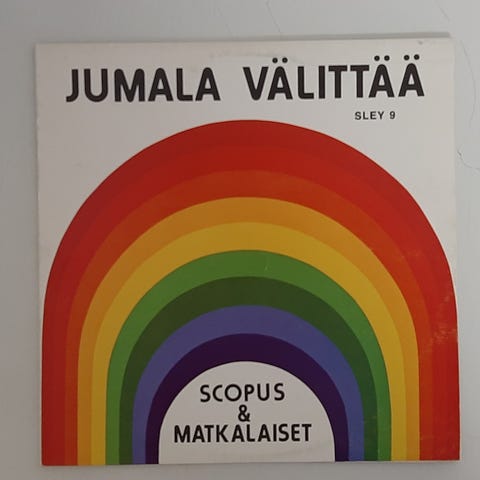 JUMALA VÄLITTÄÄ
SLEY 9
SCOPUS
&
MATKALAISET